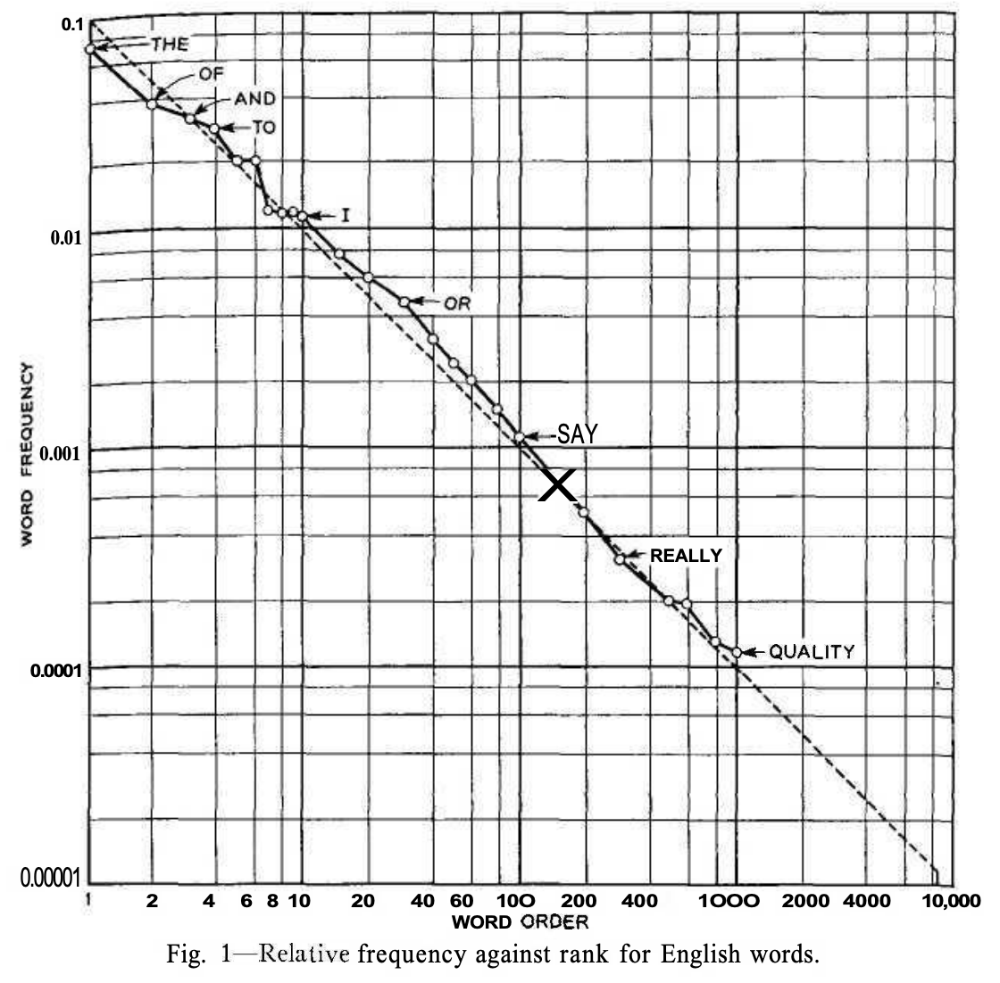 0.1
THE
OF
AND
TO
I
0.01
OR
WORD FREQUENCY
SAY
0.001
REALLY
QUALITY
0.0001
0.00001
1 2 4 6 8 10 20 40 60 100 200 400 1000 2000 4000 10,000
WORD ORDER
Fig. 1—Relative frequency against rank for English words.